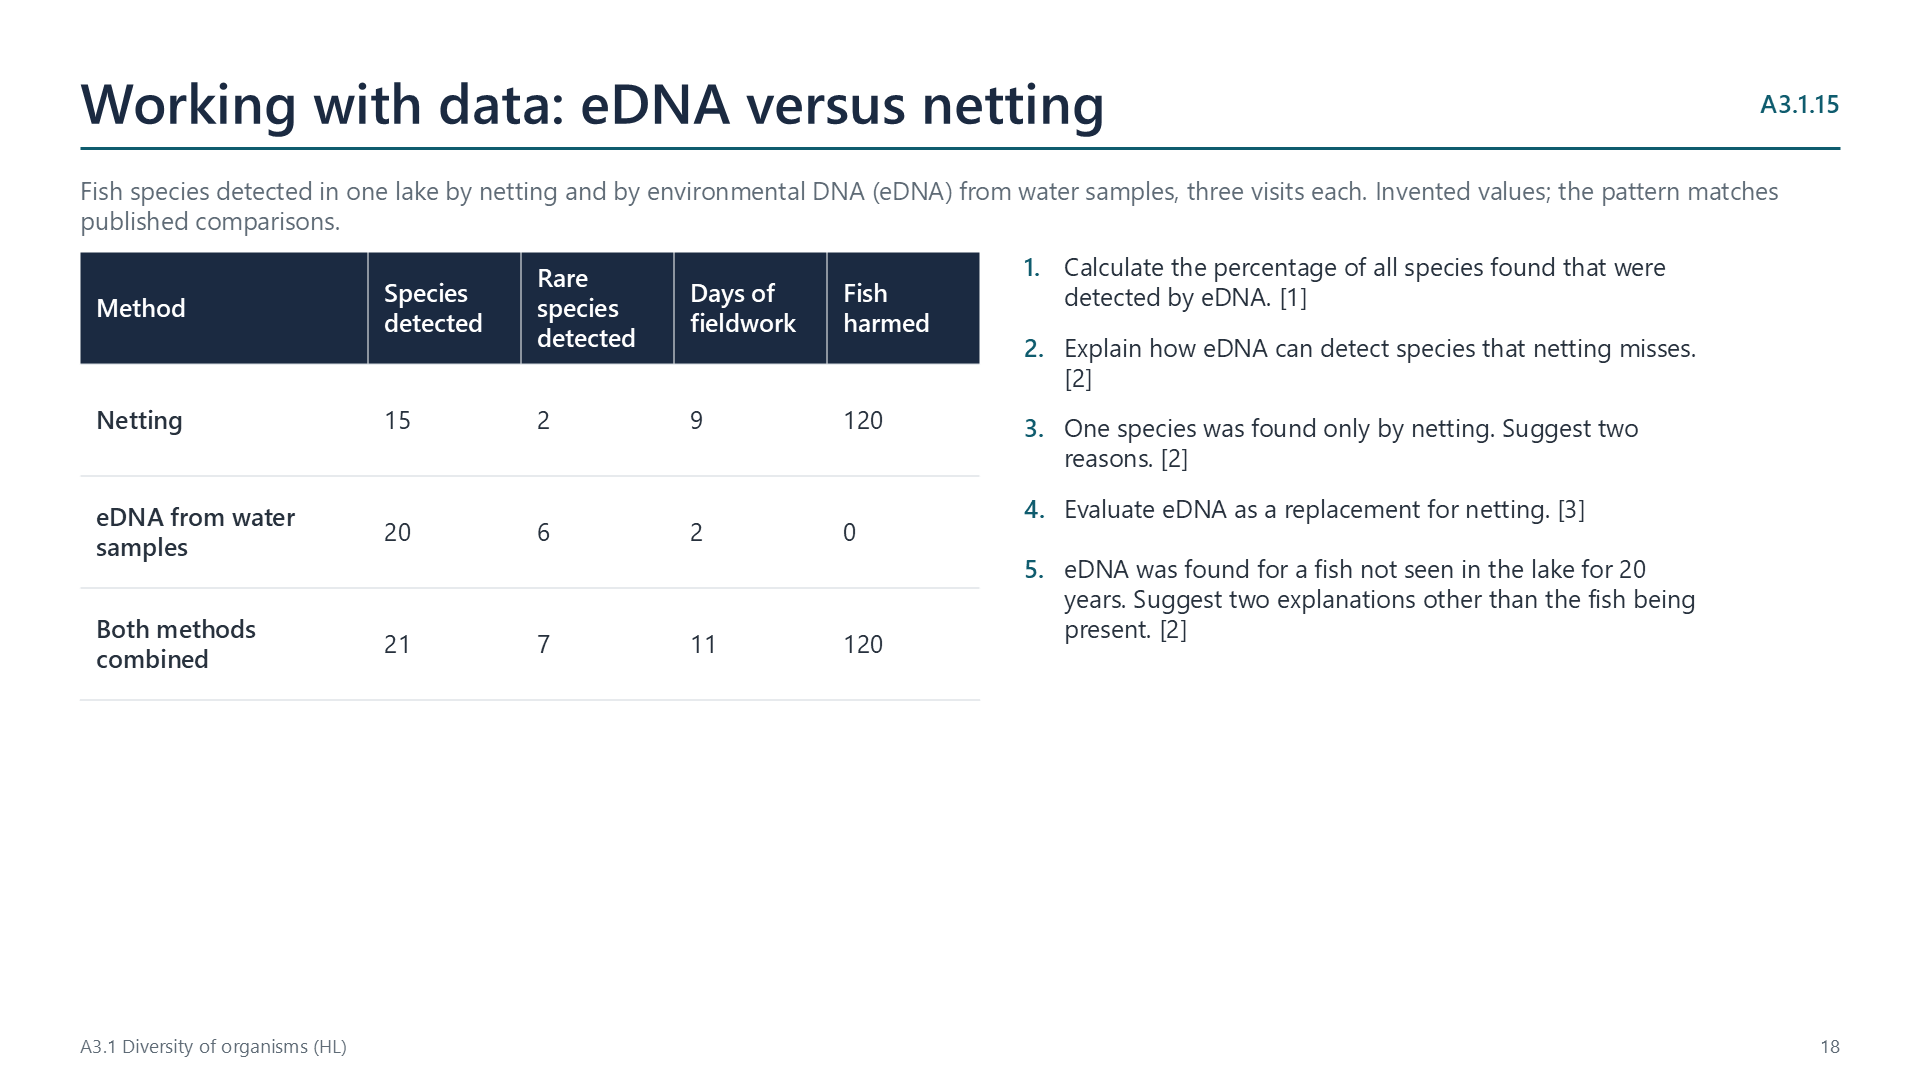 Working with data: eDNA versus netting
A3.1.15
Fish species detected in one lake by netting and by environmental DNA (eDNA) from water samples, three visits each. Invented values; the pattern matches
published comparisons.
Method
Species
detected
Rare
species
detected
Days of
fieldwork
Fish
harmed
Netting
15
2
9
120
eDNA from water
samples
20
6
2
0
Both methods
combined
21
7
11
120
1. Calculate the percentage of all species found that were
detected by eDNA. [1]
2. Explain how eDNA can detect species that netting misses.
[2]
3. One species was found only by netting. Suggest two
reasons. [2]
4. Evaluate eDNA as a replacement for netting. [3]
5. eDNA was found for a fish not seen in the lake for 20
years. Suggest two explanations other than the fish being
present. [2]
A3.1 Diversity of organisms (HL)
18